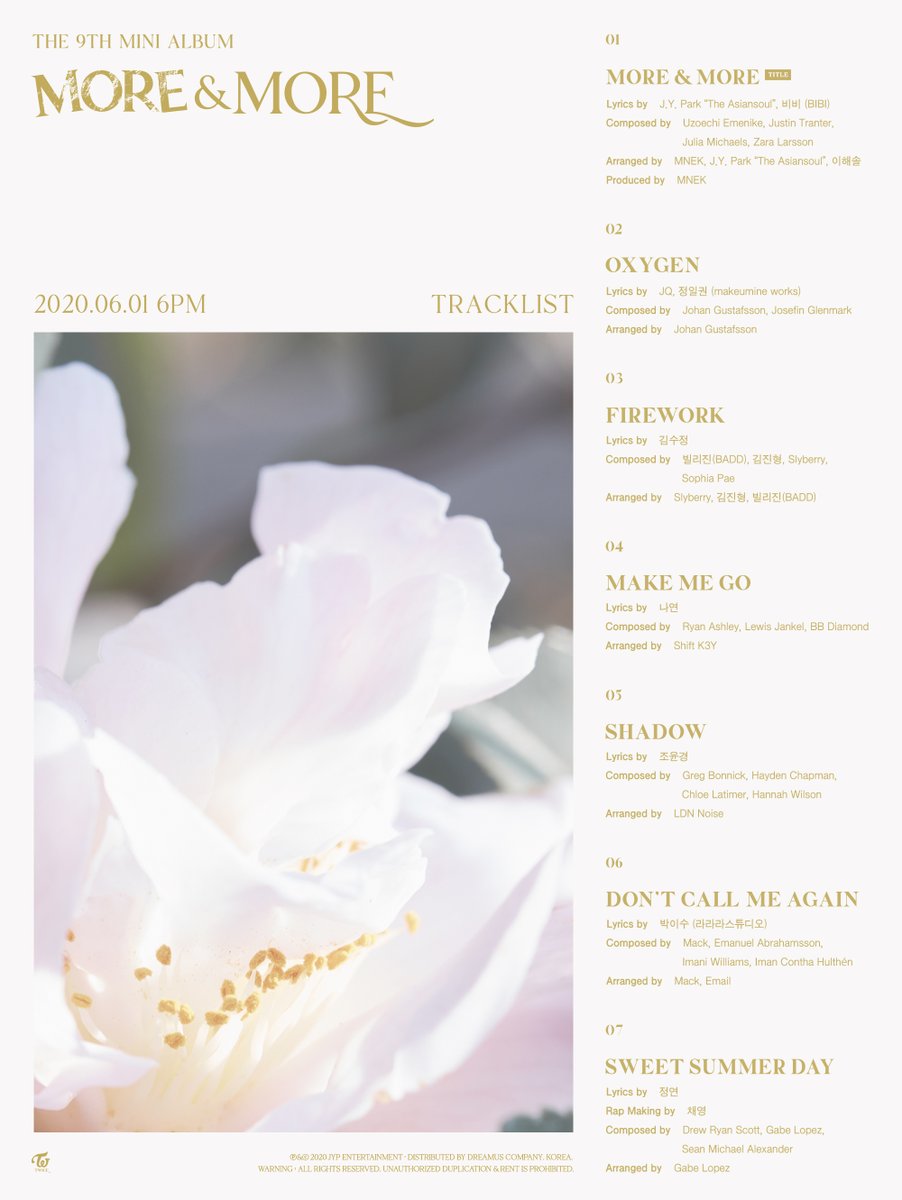 THE 9TH MINI ALBUM
MORE & MORE
2020.06.01 6PM
TRACKLIST
01
MORE & MORE TITLE
Lyrics by J.Y. Park "The Asiansoul", 비비 (BIBI)
Composed by Uzoechi Emenike, Justin Tranter,
Julia Michaels, Zara Larsson
Arranged by MNEK, J.Y. Park "The Asiansoul", 이해솔
Produced by MNEK
02
OXYGEN
Lyrics by JQ, 정일권 (makeumine works)
Composed by Johan Gustafsson, Josefin Glenmark
Arranged by Johan Gustafsson
03
FIREWORK
Lyrics by 김수정
Composed by 빌리진(BADD), 김진형, Slyberry,
Sophia Pae
Arranged by Slyberry, 김진형, 빌리진(BADD)
04
MAKE ME GO
Lyrics by 나연
Composed by Ryan Ashley, Lewis Jankel, BB Diamond
Arranged by Shift K3Y
05
SHADOW
Lyrics by 조윤경
Composed by Greg Bonnick, Hayden Chapman,
Chloe Latimer, Hannah Wilson
Arranged by LDN Noise
06
DON'T CALL ME AGAIN
Lyrics by 박이수 (라라라스튜디오)
Composed by Mack, Emanuel Abrahamsson,
Imani Williams, Iman Contha Hulthén
Arranged by Mack, Email
07
SWEET SUMMER DAY
Lyrics by 정연
Rap Making by 채영
Composed by Drew Ryan Scott, Gabe Lopez,
Sean Michael Alexander
Arranged by Gabe Lopez
TWICE
℗&© 2020 JYP ENTERTAINMENT · DISTRIBUTED BY DREAMUS COMPANY. KOREA.
WARNING · ALL RIGHTS RESERVED. UNAUTHORIZED DUPLICATION & RENT IS PROHIBITED.